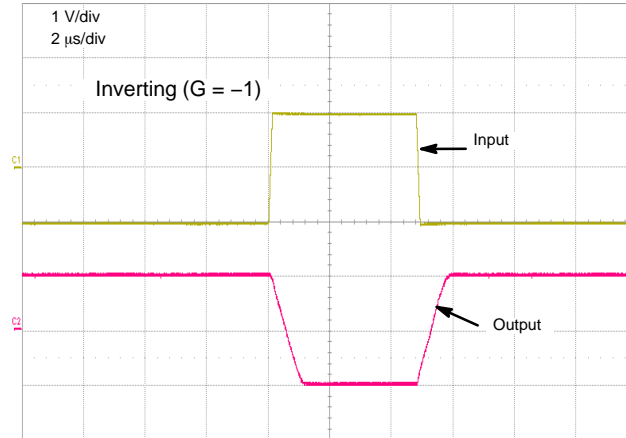 1 V/div
2 μs/div
Inverting (G = –1)
Input
C1
C2
Output